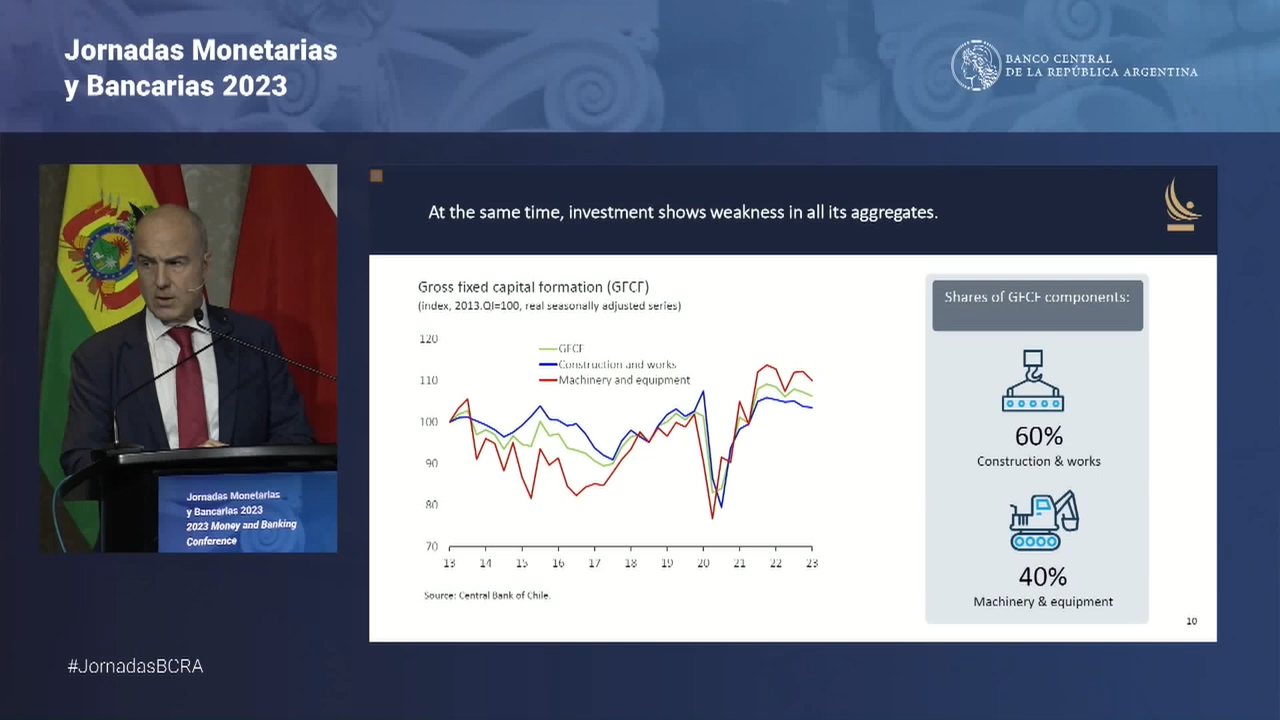 Jornadas Monetarias
y Bancarias 2023
BANCO CENTRAL
DE LA REPÚBLICA ARGENTINA
Jornadas Monetarias
y Bancarias 2023
2023 Money and Banking
Conference
At the same time, investment shows weakness in all its aggregates.
Gross fixed capital formation (GFCF)
(index, 2013.QI=100, real seasonally adjusted series)
GFCF
Construction and works
Machinery and equipment
120
110
100
90
80
70
13 14 15 16 17 18 19 20 21 22 23
Source: Central Bank of Chile.
Shares of GFCF components:
60%
Construction & works
40%
Machinery & equipment
10
#JornadasBCRA